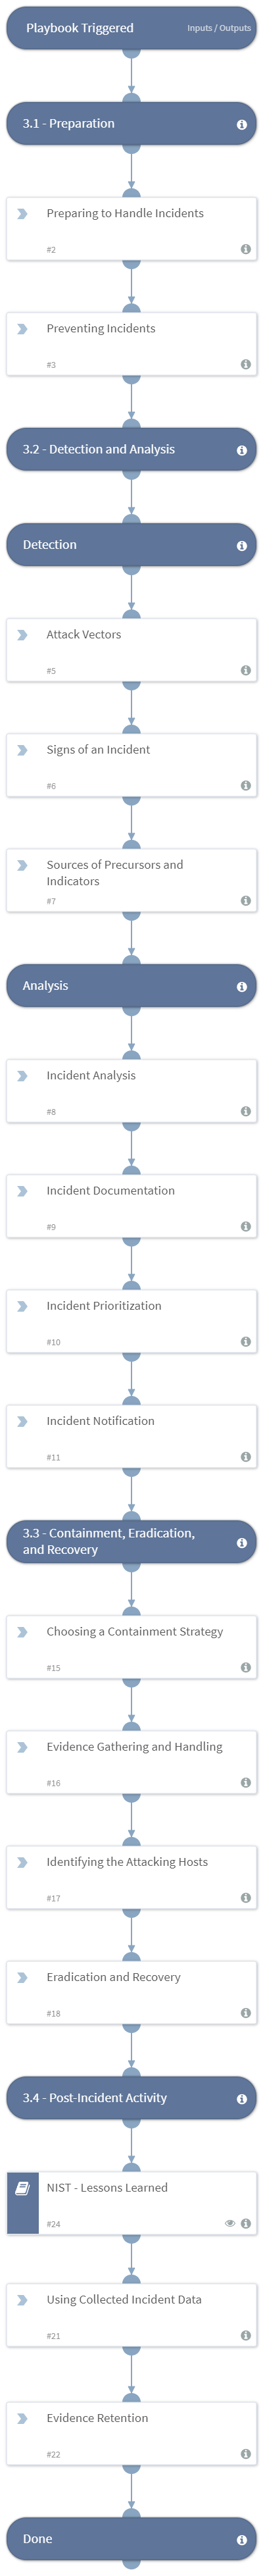 Playbook Triggered
Inputs / Outputs
3.1 - Preparation
Preparing to Handle Incidents
#2
Preventing Incidents
#3
3.2 - Detection and Analysis
Detection
Attack Vectors
#5
Signs of an Incident
#6
Sources of Precursors and
Indicators
#7
Analysis
Incident Analysis
#8
Incident Documentation
#9
Incident Prioritization
#10
Incident Notification
#11
3.3 - Containment, Eradication,
and Recovery
Choosing a Containment Strategy
#15
Evidence Gathering and Handling
#16
Identifying the Attacking Hosts
#17
Eradication and Recovery
#18
3.4 - Post-Incident Activity
NIST - Lessons Learned
#24
Using Collected Incident Data
#21
Evidence Retention
#22
Done